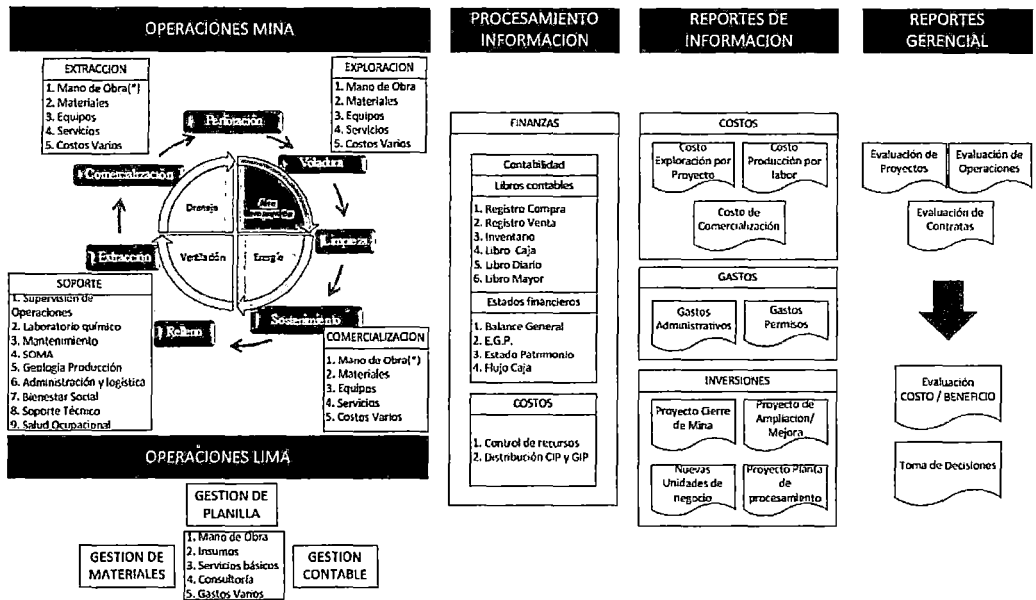 OPERACIONES MINA
EXTRACCION
1. Mano de Obra(*)
2. Materiales
3. Equipos
4. Servicios
5. Costos Varios
EXPLORACION
1. Mano de Obra
2. Materiales
3. Equipos
4. Servicios
5. Costos Varios
Perforación
Voladura
Limpieza
Sostenimiento
Relleno
Extracción
Comercialización
Drenaje
Aire
Ventilación
Energía
SOPORTE
1. Supervisión de
Operaciones
2. Laboratorio químico
3. Mantenimiento
4. SOMA
5. Geología Producción
6. Administración y logística
7. Bienestar Social
8. Soporte Técnico
9. Salud Ocupacional
COMERCIALIZACION
1. Mano de Obra(*)
2. Materiales
3. Equipos
4. Servicios
5. Costos Varios
OPERACIONES LIMA
GESTION DE
PLANILLA
GESTION DE
MATERIALES
1. Mano de Obra
2. Insumos
3. Servicios básicos
4. Consultoría
5. Gastos Varios
GESTION
CONTABLE
PROCESAMIENTO
INFORMACION
FINANZAS
Contabilidad
Libros contables
1. Registro Compra
2. Registro Venta
3. Inventario
4. Libro Caja
5. Libro Diario
6. Libro Mayor
Estados financieros
1. Balance General
2. E.G.P.
3. Estado Patrimonio
4. Flujo Caja
COSTOS
1. Control de recursos
2. Distribución CIP y GIP
REPORTES DE
INFORMACION
COSTOS
Costo
Exploración por
Proyecto
Costo
Producción por
labor
Costo de
Comercialización
GASTOS
Gastos
Administrativos
Gastos
Permisos
INVERSIONES
Proyecto Cierre
de Mina
Proyecto de
Ampliacion/
Mejora
Nuevas
Unidades de
negocio
Proyecto Planta
de
procesamiento
REPORTES
GERENCIAL
Evaluación de
Proyectos
Evaluación de
Operaciones
Evaluación de
Contratas
Evaluación
COSTO / BENEFICIO
Toma de Decisiones